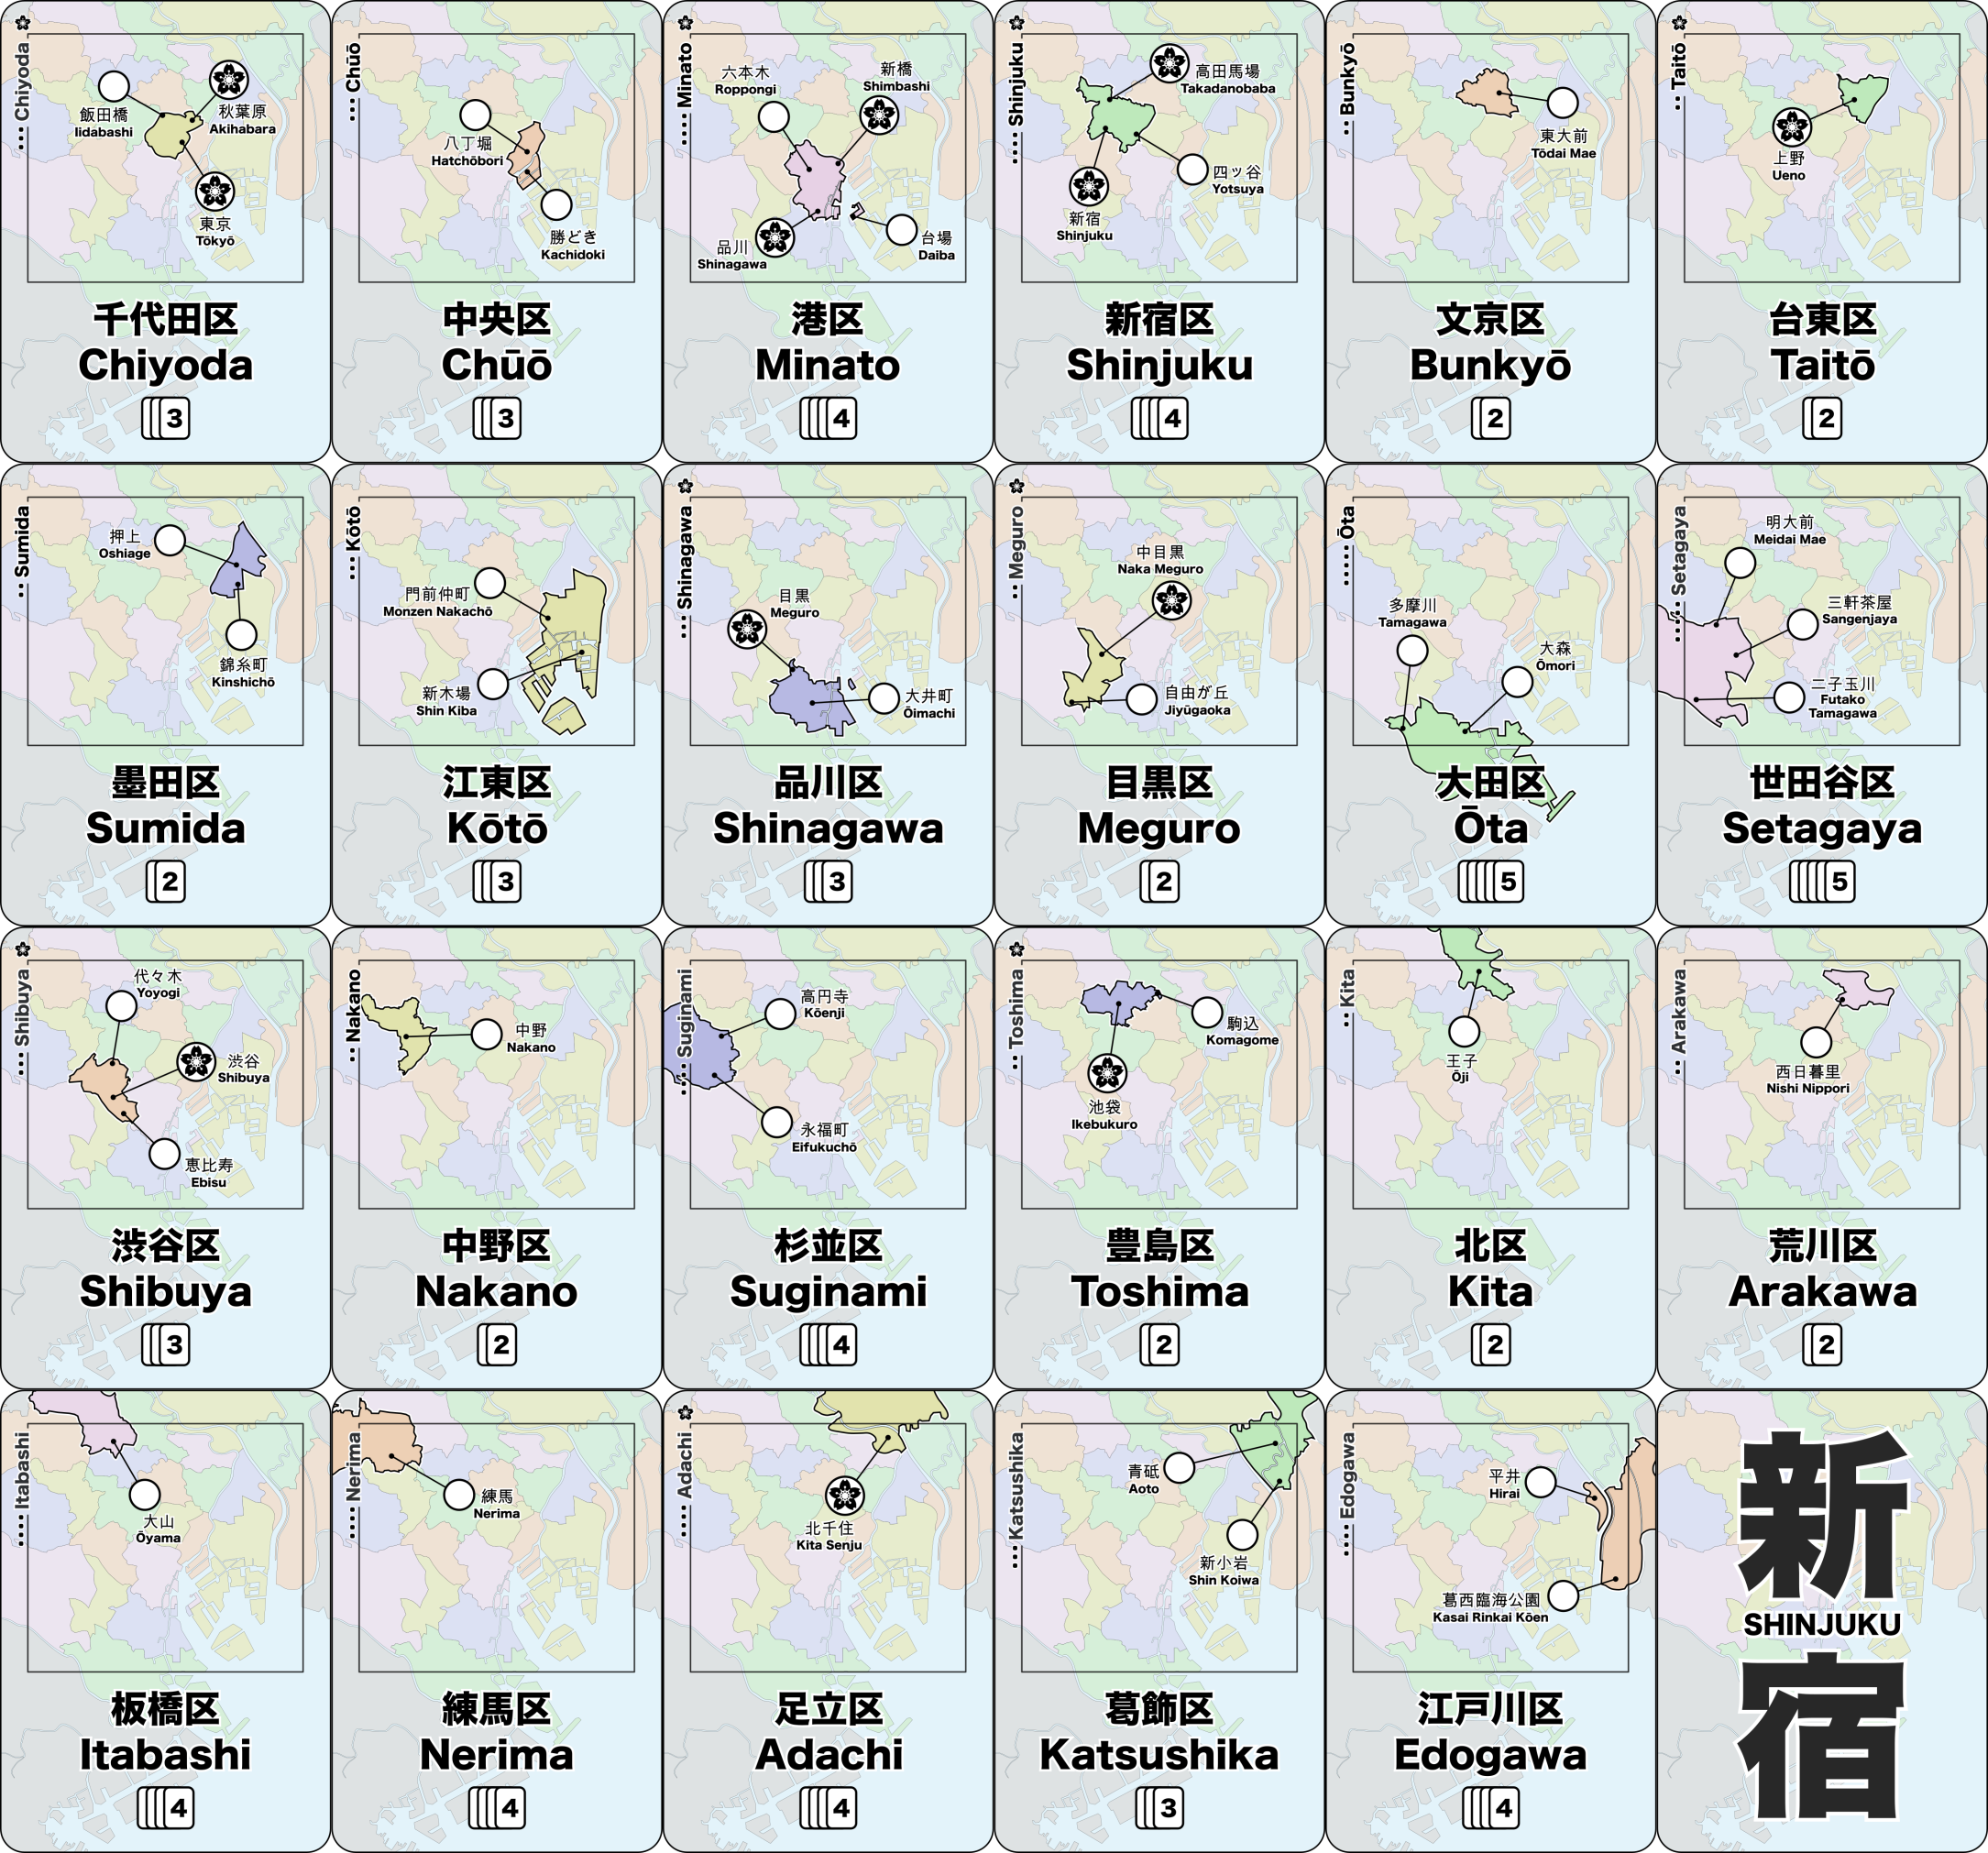 Chiyoda
飯田橋
Iidabashi
秋葉原
Akihabara
東京
Tōkyō
千代田区
Chiyoda
3
Chūō
八丁堀
Hatchōbori
勝どき
Kachidoki
中央区
Chūō
3
Minato
六本木
Roppongi
新橋
Shimbashi
品川
Shinagawa
台場
Daiba
港区
Minato
4
Shinjuku
高田馬場
Takadanobaba
四ッ谷
Yotsuya
新宿
Shinjuku
新宿区
Shinjuku
4
Bunkyō
東大前
Tōdai Mae
文京区
Bunkyō
2
Taitō
上野
Ueno
台東区
Taitō
2
Sumida
押上
Oshiage
錦糸町
Kinshichō
墨田区
Sumida
2
Kōtō
門前仲町
Monzen Nakachō
新木場
Shin Kiba
江東区
Kōtō
3
Shinagawa
目黒
Meguro
大井町
Ōimachi
品川区
Shinagawa
3
Meguro
中目黒
Naka Meguro
自由が丘
Jiyūgaoka
目黒区
Meguro
2
Ōta
多摩川
Tamagawa
大森
Ōmori
大田区
Ōta
5
Setagaya
明大前
Meidai Mae
三軒茶屋
Sangenjaya
二子玉川
Futako
Tamagawa
世田谷区
Setagaya
5
Shibuya
代々木
Yoyogi
渋谷
Shibuya
恵比寿
Ebisu
渋谷区
Shibuya
3
Nakano
中野
Nakano
中野区
Nakano
2
Suginami
高円寺
Kōenji
永福町
Eifukuchō
杉並区
Suginami
4
Toshima
駒込
Komagome
池袋
Ikebukuro
豊島区
Toshima
2
Kita
王子
Ōji
北区
Kita
2
Arakawa
西日暮里
Nishi Nippori
荒川区
Arakawa
2
Itabashi
大山
Ōyama
板橋区
Itabashi
4
Nerima
練馬
Nerima
練馬区
Nerima
4
Adachi
北千住
Kita Senju
足立区
Adachi
4
Katsushika
青砥
Aoto
新小岩
Shin Koiwa
葛飾区
Katsushika
3
Edogawa
平井
Hirai
葛西臨海公園
Kasai Rinkai Kōen
江戸川区
Edogawa
4
新
SHINJUKU
宿